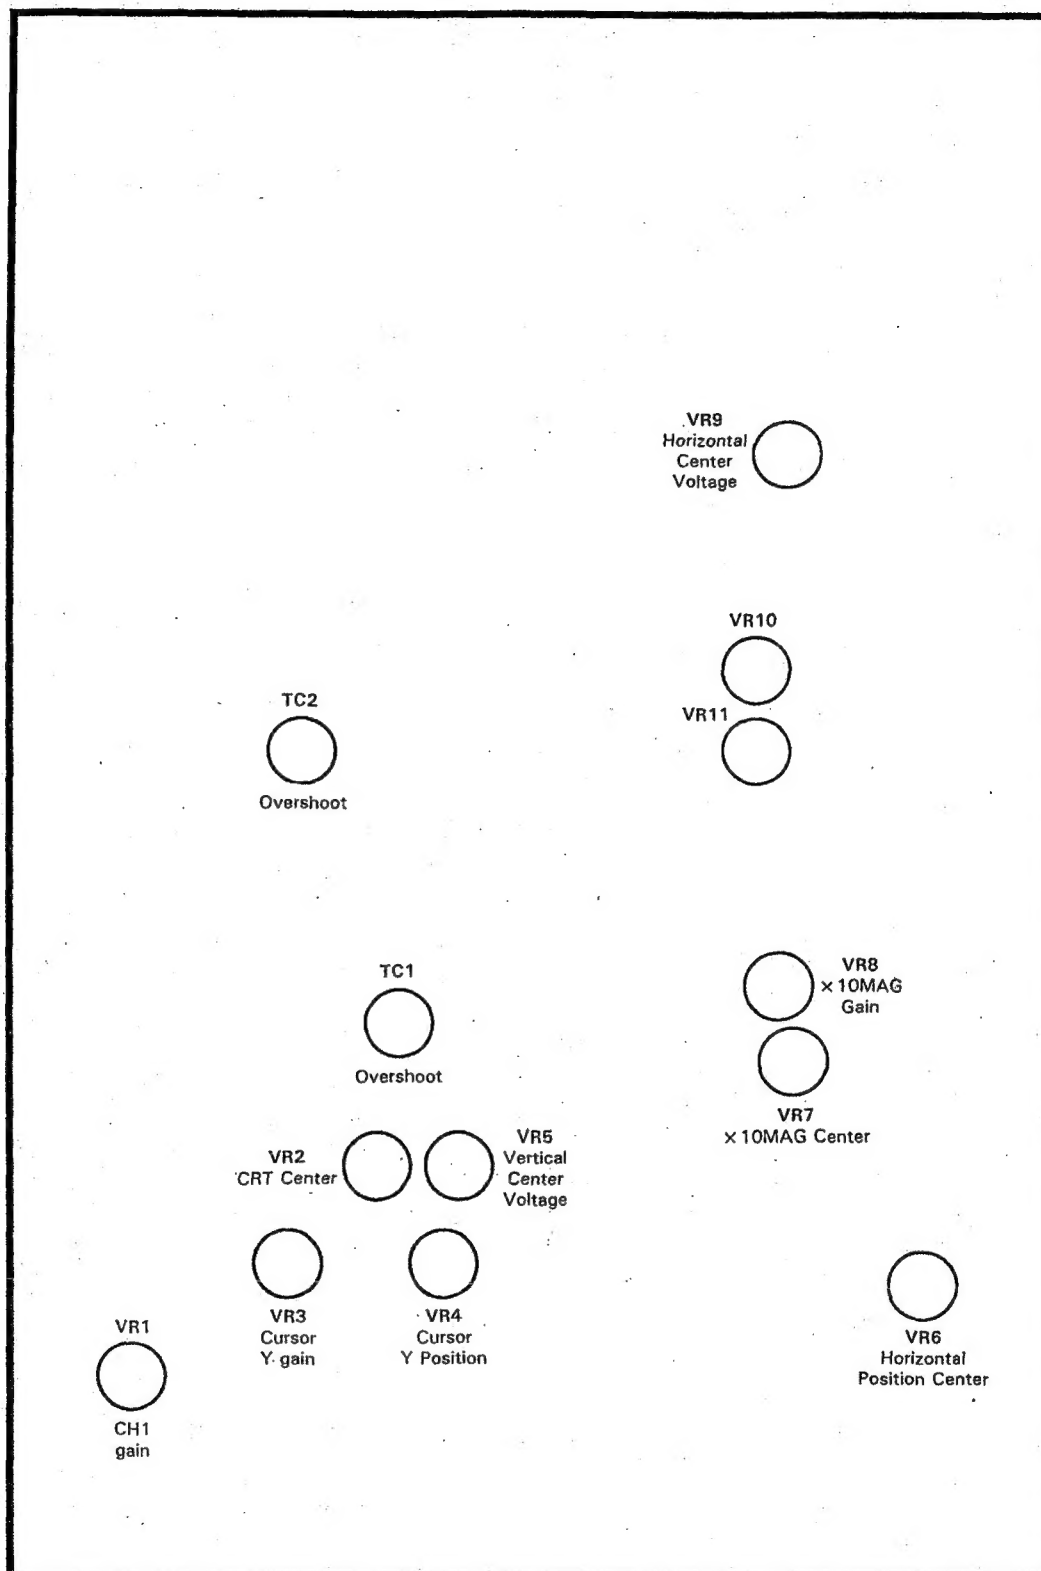 VR9
Horizontal
Center
Voltage
VR10
VR11
TC2
Overshoot
TC1
Overshoot
VR8
×10MAG
Gain
VR7
×10MAG Center
VR2
CRT Center
VR5
Vertical
Center
Voltage
VR3
Cursor
Y gain
VR4
Cursor
Y Position
VR6
Horizontal
Position Center
VR1
CH1
gain